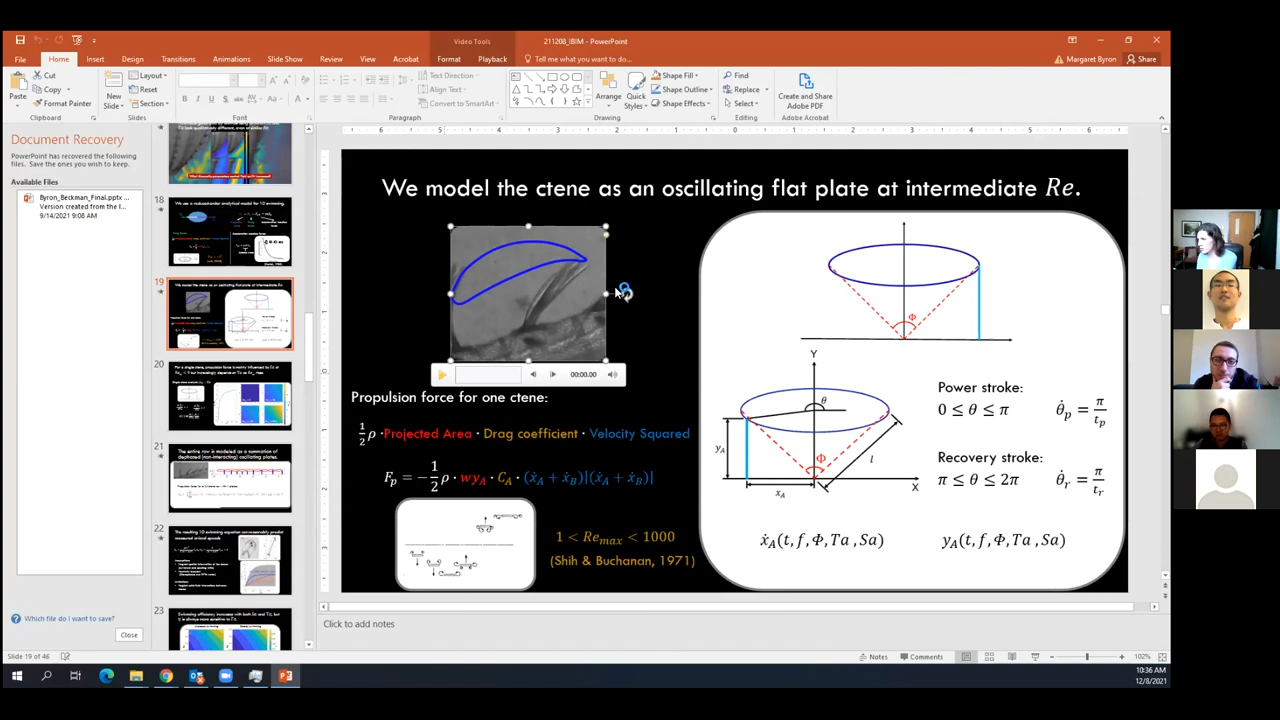 Video Tools
211208_IBIM - PowerPoint
File
Home
Insert
Design
Transitions
Animations
Slide Show
Review
View
Acrobat
Format
Playback
Tell me what you want to do...
Margaret Byron
Share
Paste
Cut
Copy
Format Painter
Clipboard
New
Slide
Layout
Reset
Section
Slides
Font
Text Direction
Align Text
Convert to SmartArt
Paragraph
Arrange
Quick
Styles
Shape Fill
Shape Outline
Shape Effects
Drawing
Find
Replace
Select
Editing
Create and Share
Adobe PDF
Adobe Acrobat
Document Recovery
PowerPoint has recovered the following
files. Save the ones you wish to keep.
Available Files
Byron_Beckman_Final.pptx ...
Version created from the l...
9/14/2021 9:08 AM
Which file do I want to save?
Close
18
19
20
21
22
23
We model the ctene as an oscillating flat plate at intermediate Re.
00:00.00
Propulsion force for one ctene:
½ρ ·Projected Area · Drag coefficient · Velocity Squared
F_p = −½ρ · wy_A · C_A · (ẋ_A + ẋ_B)|(ẋ_A + ẋ_B)|
1 < Re_max < 1000
(Shih & Buchanan, 1971)
Φ
Y
θ
Φ
l
y_A
x_A
X
Power stroke:
0 ≤ θ ≤ π
θ̇_p = π/t_p
Recovery stroke:
π ≤ θ ≤ 2π
θ̇_r = π/t_r
ẋ_A(t, f, Φ, Ta, Sa)
y_A(t, f, Φ, Ta, Sa)
Click to add notes
Slide 19 of 46
Notes
Comments
102%
10:36 AM
12/8/2021